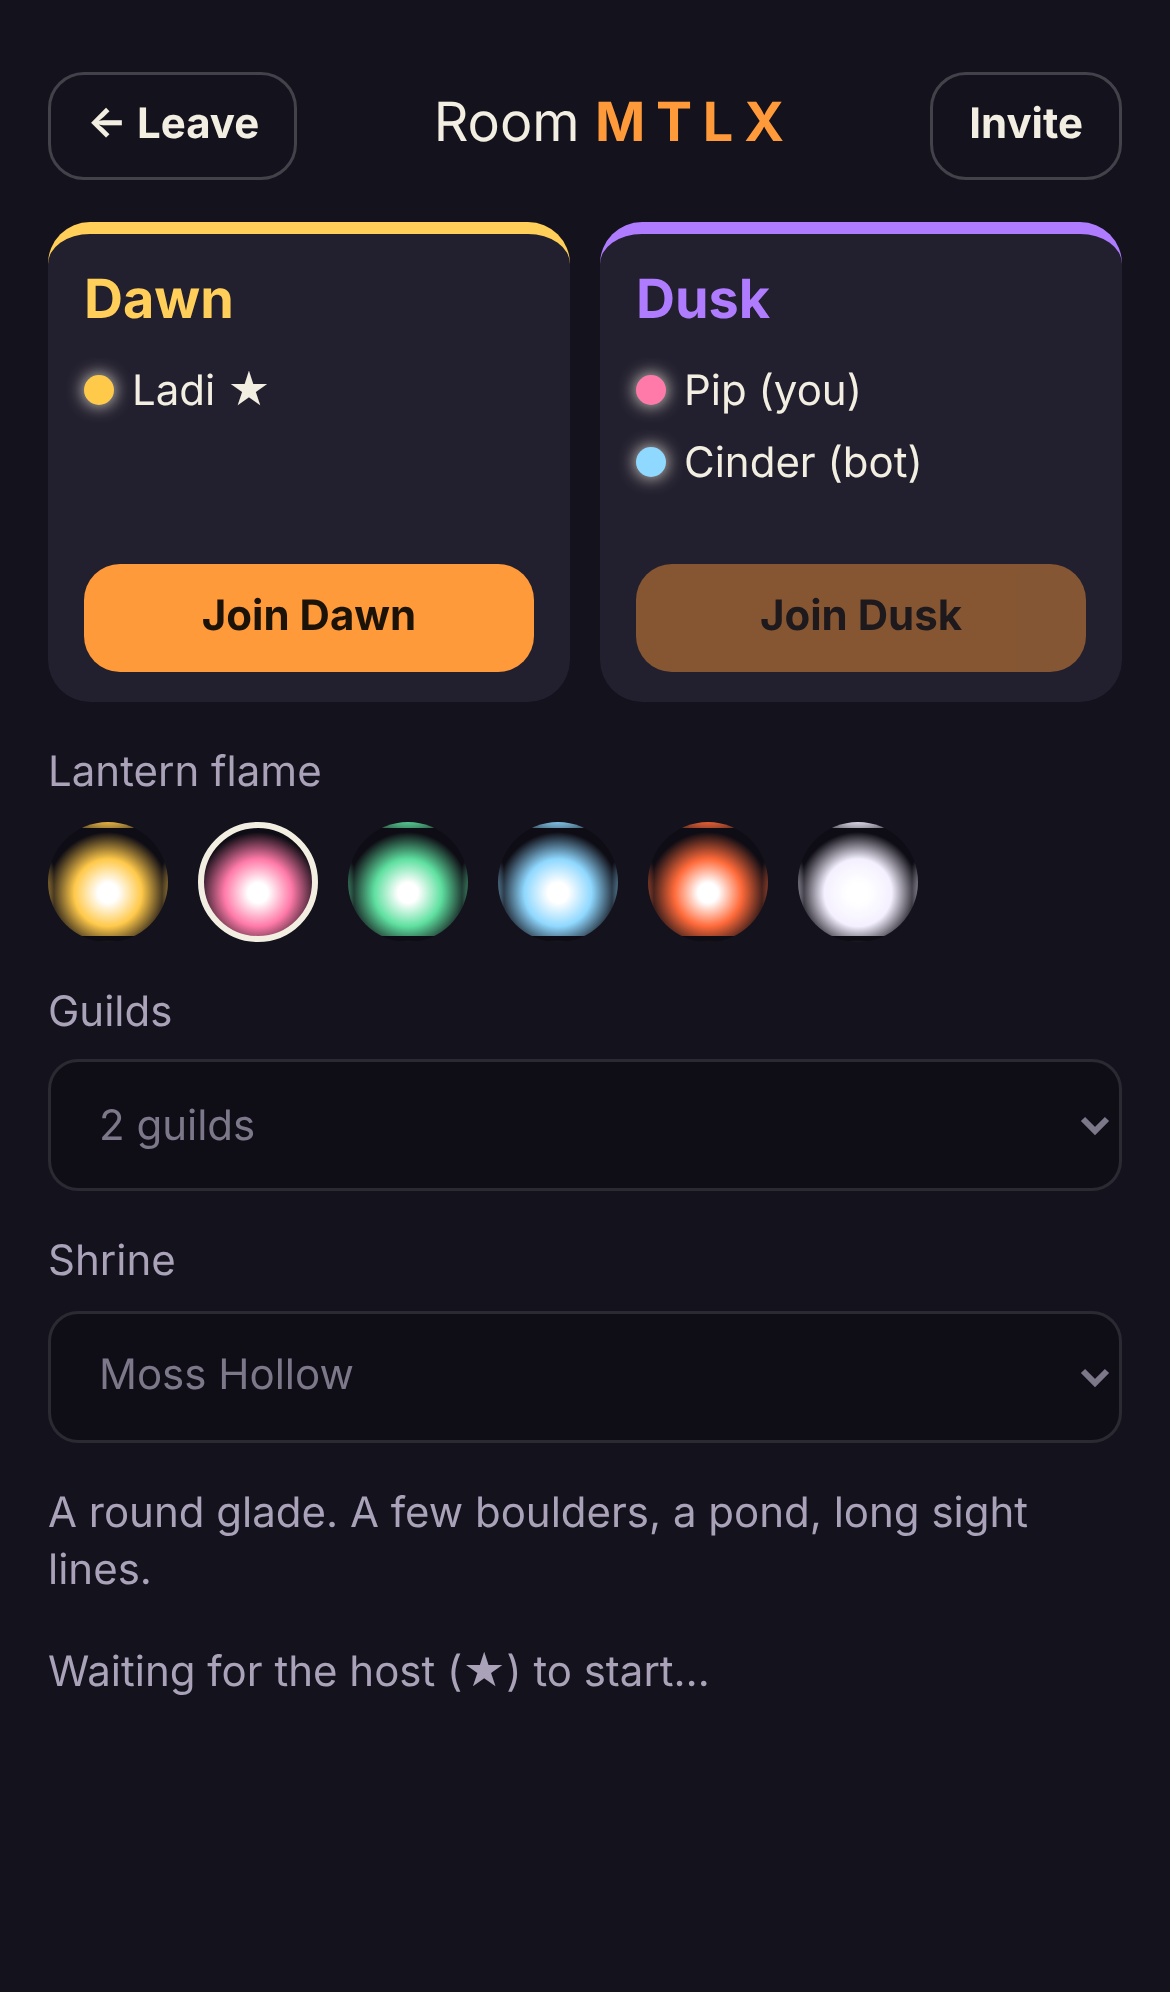 ← Leave
Room MTLX
Invite
Dawn
Ladi ★
Join Dawn
Dusk
Pip (you)
Cinder (bot)
Join Dusk
Lantern flame
Guilds
2 guilds
Shrine
Moss Hollow
A round glade. A few boulders, a pond, long sight
lines.
Waiting for the host (★) to start...